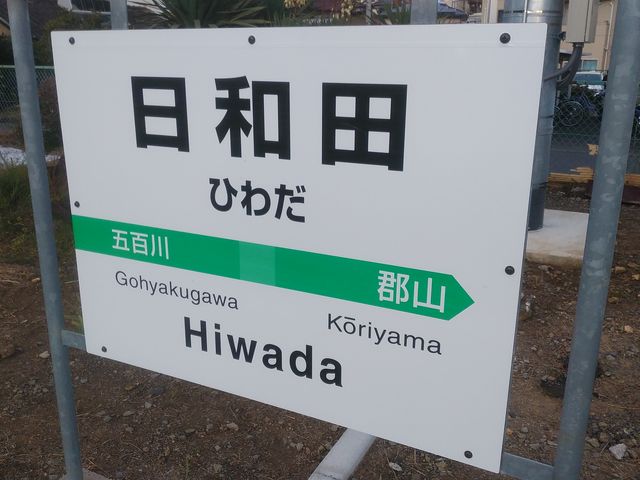 日和田
ひわだ
五百川 郡山
Gohyakugawa Kōriyama
Hiwada